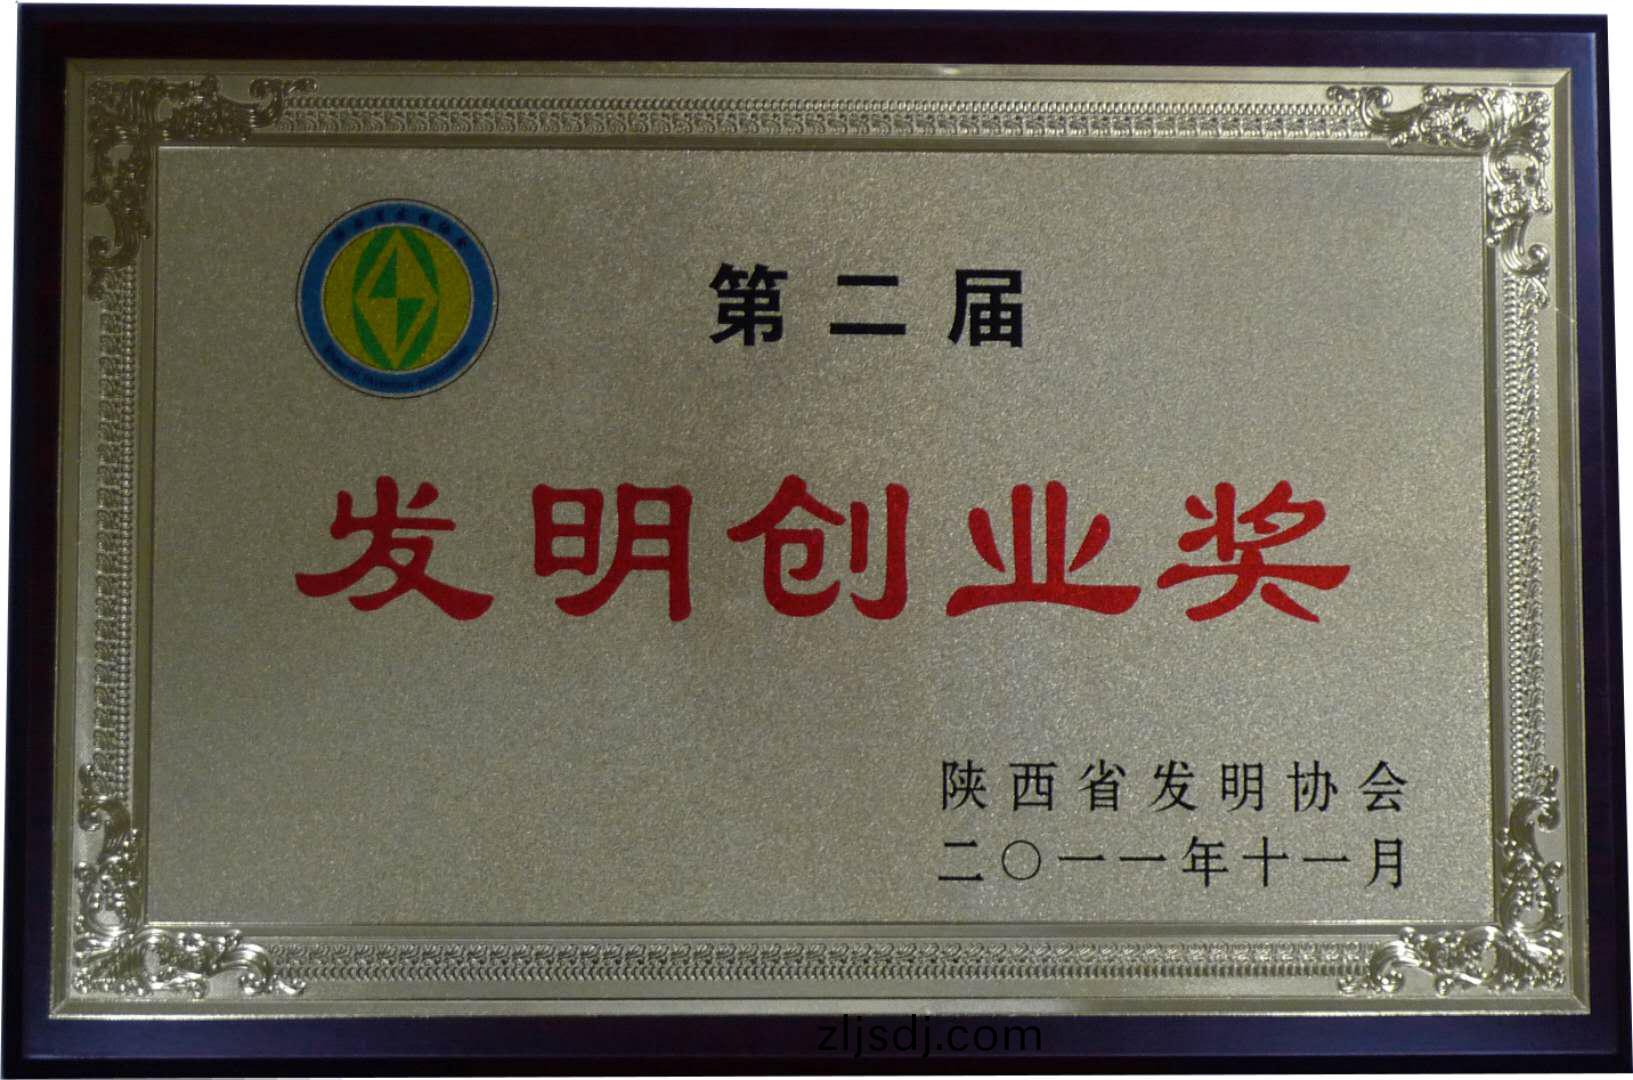 第二届
发明创业奖
陕西省发明协会
二〇一一年十一月
zljsdj.com